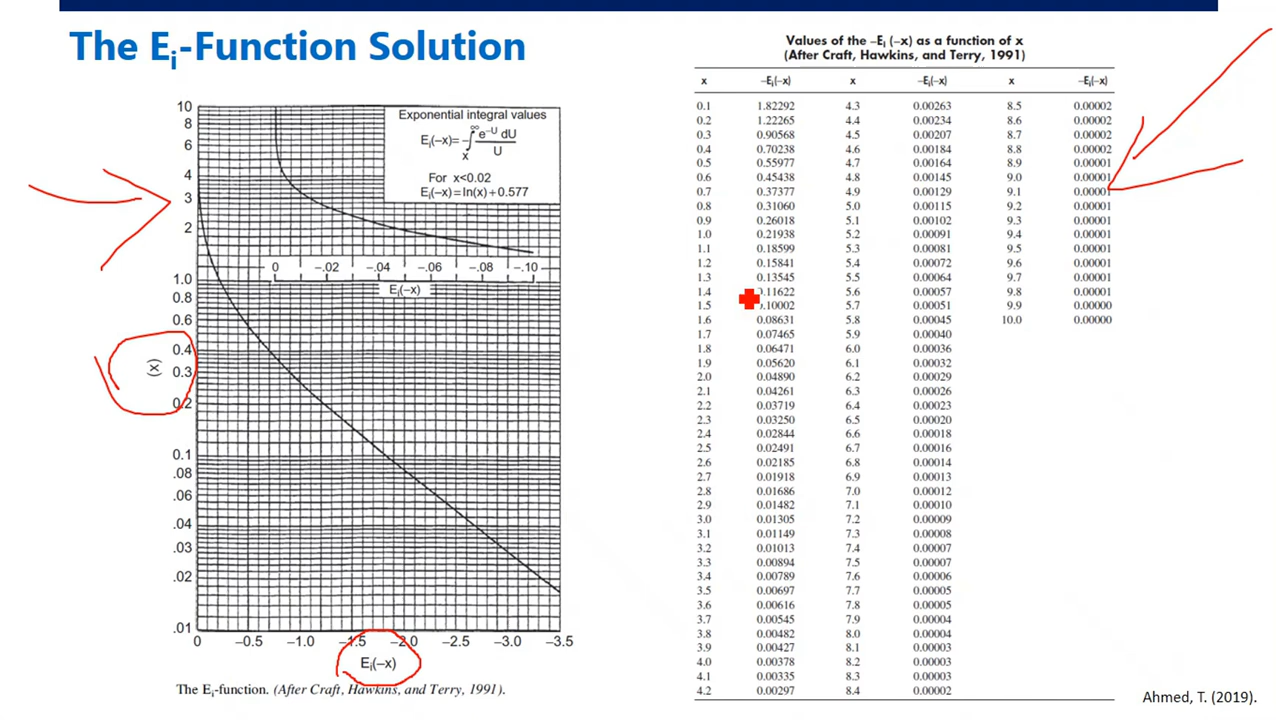 The Ei-Function Solution
10
8
6
4
3
2
1.0
0.8
0.6
0.4
0.3
0.2
0.1
.08
.06
.04
.03
.02
.01
(x)
Exponential integral values
Ei(–x)= –∫x∞ e–U dU / U
For x<0.02
Ei(–x)=ln(x)+0.577
0 –.02 –.04 –.06 –.08 –.10
Ei(–x)
0 –0.5 –1.0 –1.5 –2.0 –2.5 –3.0 –3.5
Ei(–x)
The Ei-function. (After Craft, Hawkins, and Terry, 1991).
Values of the –Ei (–x) as a function of x
(After Craft, Hawkins, and Terry, 1991)
x –Ei(–x) x –Ei(–x) x –Ei(–x)
0.1 1.82292 4.3 0.00263 8.5 0.00002
0.2 1.22265 4.4 0.00234 8.6 0.00002
0.3 0.90568 4.5 0.00207 8.7 0.00002
0.4 0.70238 4.6 0.00184 8.8 0.00002
0.5 0.55977 4.7 0.00164 8.9 0.00001
0.6 0.45438 4.8 0.00145 9.0 0.00001
0.7 0.37377 4.9 0.00129 9.1 0.00001
0.8 0.31060 5.0 0.00115 9.2 0.00001
0.9 0.26018 5.1 0.00102 9.3 0.00001
1.0 0.21938 5.2 0.00091 9.4 0.00001
1.1 0.18599 5.3 0.00081 9.5 0.00001
1.2 0.15841 5.4 0.00072 9.6 0.00001
1.3 0.13545 5.5 0.00064 9.7 0.00001
1.4 .11622 5.6 0.00057 9.8 0.00001
1.5 .10002 5.7 0.00051 9.9 0.00000
1.6 0.08631 5.8 0.00045 10.0 0.00000
1.7 0.07465 5.9 0.00040
1.8 0.06471 6.0 0.00036
1.9 0.05620 6.1 0.00032
2.0 0.04890 6.2 0.00029
2.1 0.04261 6.3 0.00026
2.2 0.03719 6.4 0.00023
2.3 0.03250 6.5 0.00020
2.4 0.02844 6.6 0.00018
2.5 0.02491 6.7 0.00016
2.6 0.02185 6.8 0.00014
2.7 0.01918 6.9 0.00013
2.8 0.01686 7.0 0.00012
2.9 0.01482 7.1 0.00010
3.0 0.01305 7.2 0.00009
3.1 0.01149 7.3 0.00008
3.2 0.01013 7.4 0.00007
3.3 0.00894 7.5 0.00007
3.4 0.00789 7.6 0.00006
3.5 0.00697 7.7 0.00005
3.6 0.00616 7.8 0.00005
3.7 0.00545 7.9 0.00004
3.8 0.00482 8.0 0.00004
3.9 0.00427 8.1 0.00003
4.0 0.00378 8.2 0.00003
4.1 0.00335 8.3 0.00003
4.2 0.00297 8.4 0.00002
Ahmed, T. (2019).